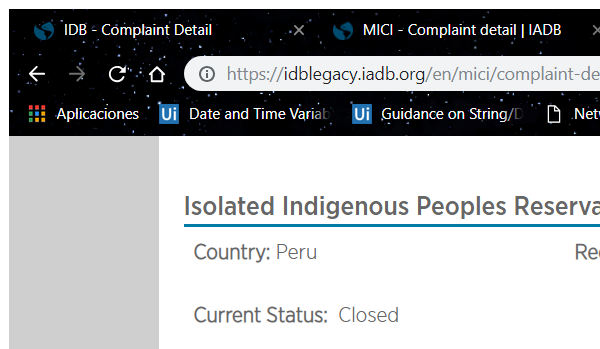 IDB - Complaint Detail
MICI - Complaint detail | IADB
https://idblegacy.iadb.org/en/mici/complaint-de
Aplicaciones
Ui Date and Time Variab
Ui Guidance on String/D
Netw
Isolated Indigenous Peoples Reserva
Country: Peru
Re
Current Status: Closed